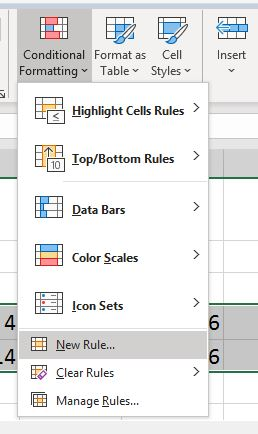 Conditional Format as Cell Insert
Formatting Table Styles
Highlight Cells Rules
Top/Bottom Rules
10
Data Bars
Color Scales
Icon Sets
4 6
New Rule...
14 6
Clear Rules
Manage Rules...